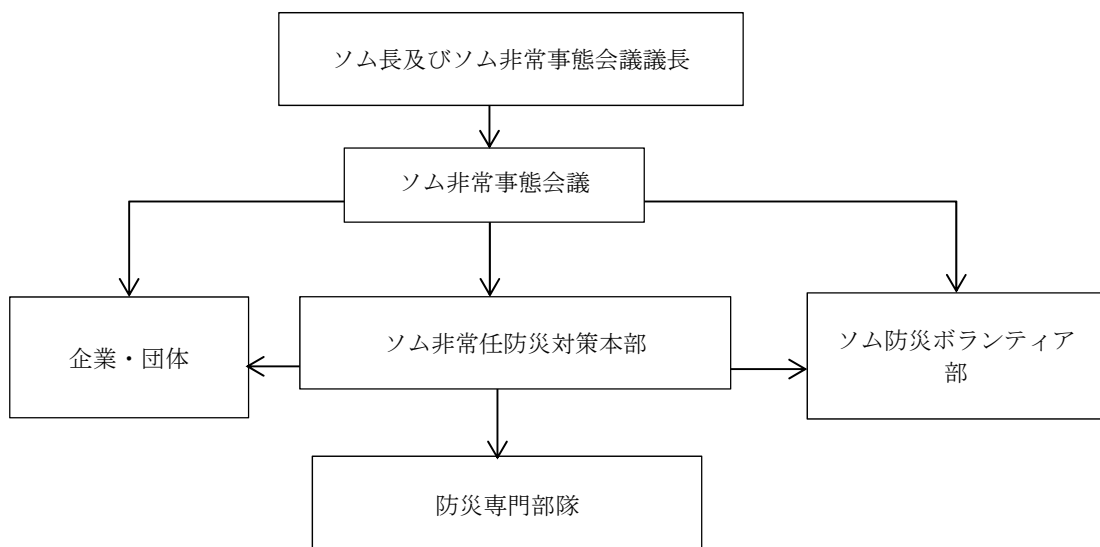 ソム長及びソム非常事態会議議長
ソム非常事態会議
企業・団体
ソム非常任防災対策本部
ソム防災ボランティア
部
防災専門部隊